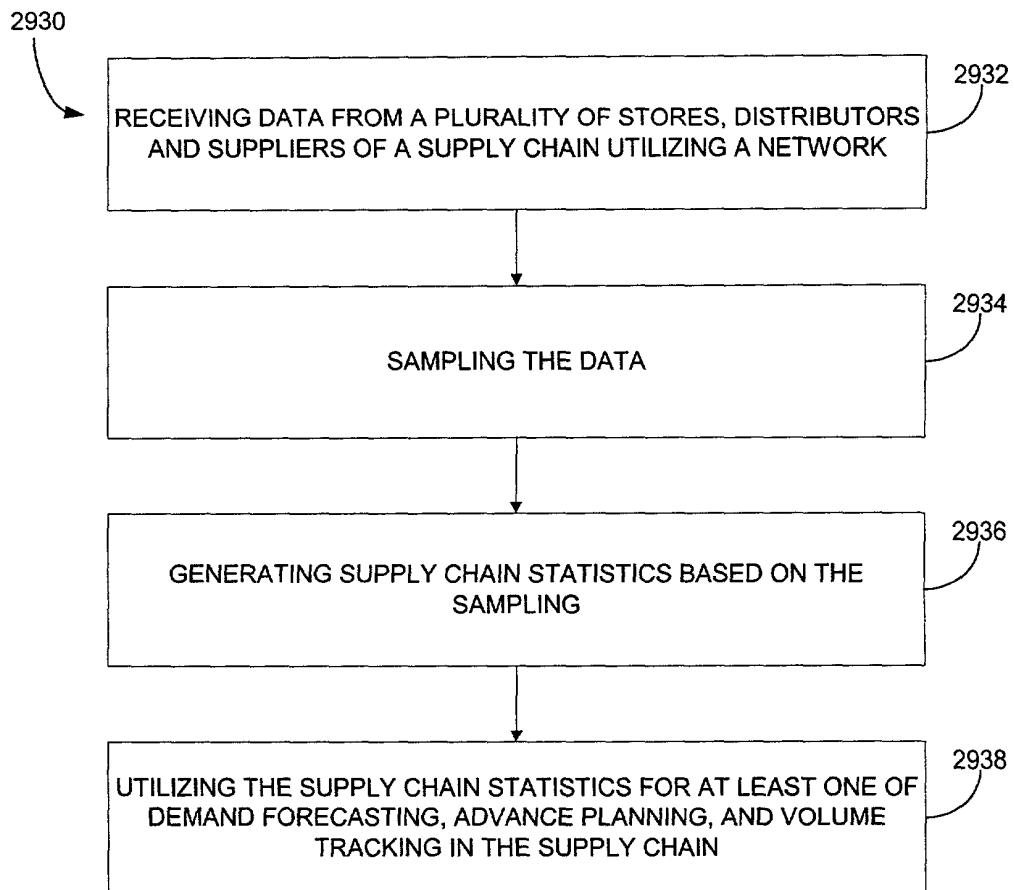 2930
2932
RECEIVING DATA FROM A PLURALITY OF STORES, DISTRIBUTORS
AND SUPPLIERS OF A SUPPLY CHAIN UTILIZING A NETWORK
2934
SAMPLING THE DATA
2936
GENERATING SUPPLY CHAIN STATISTICS BASED ON THE
SAMPLING
2938
UTILIZING THE SUPPLY CHAIN STATISTICS FOR AT LEAST ONE OF
DEMAND FORECASTING, ADVANCE PLANNING, AND VOLUME
TRACKING IN THE SUPPLY CHAIN